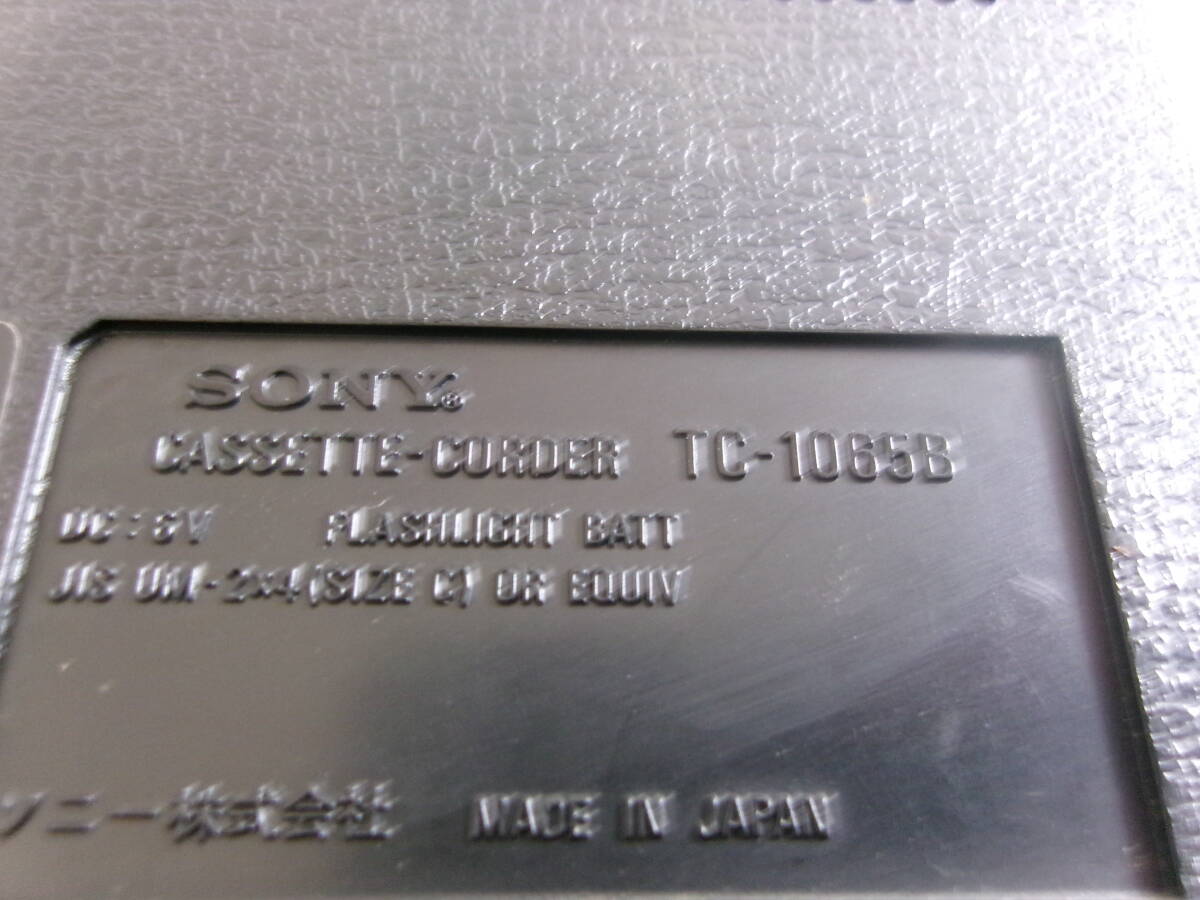 SONY®
CASSETTE-CORDER TC-1065B
DC: 6V FLASHLIGHT BATT
JIS UM-2×4 (SIZE C) OR EQUIV
ソニー株式会社 MADE IN JAPAN